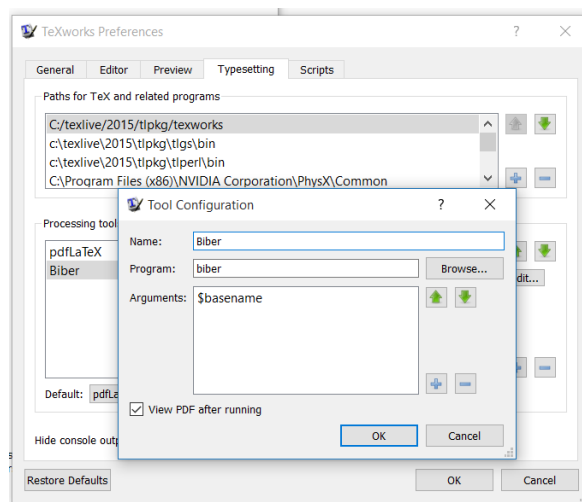 TeXworks Preferences
?
General Editor Preview Typesetting Scripts
Paths for TeX and related programs
C:/texlive/2015/tlpkg/texworks
c:\texlive\2015\tlpkg\tlgs\bin
c:\texlive\2015\tlpkg\tlperl\bin
C:\Program Files (x86)\NVIDIA Corporation\PhysX\Common
Tool Configuration ?
Processing tool
pdfLaTeX
Biber
dit...
Name: Biber
Program: biber Browse...
Arguments: $basename
Default: pdfLa
View PDF after running
OK Cancel
Hide console outp
Restore Defaults OK Cancel